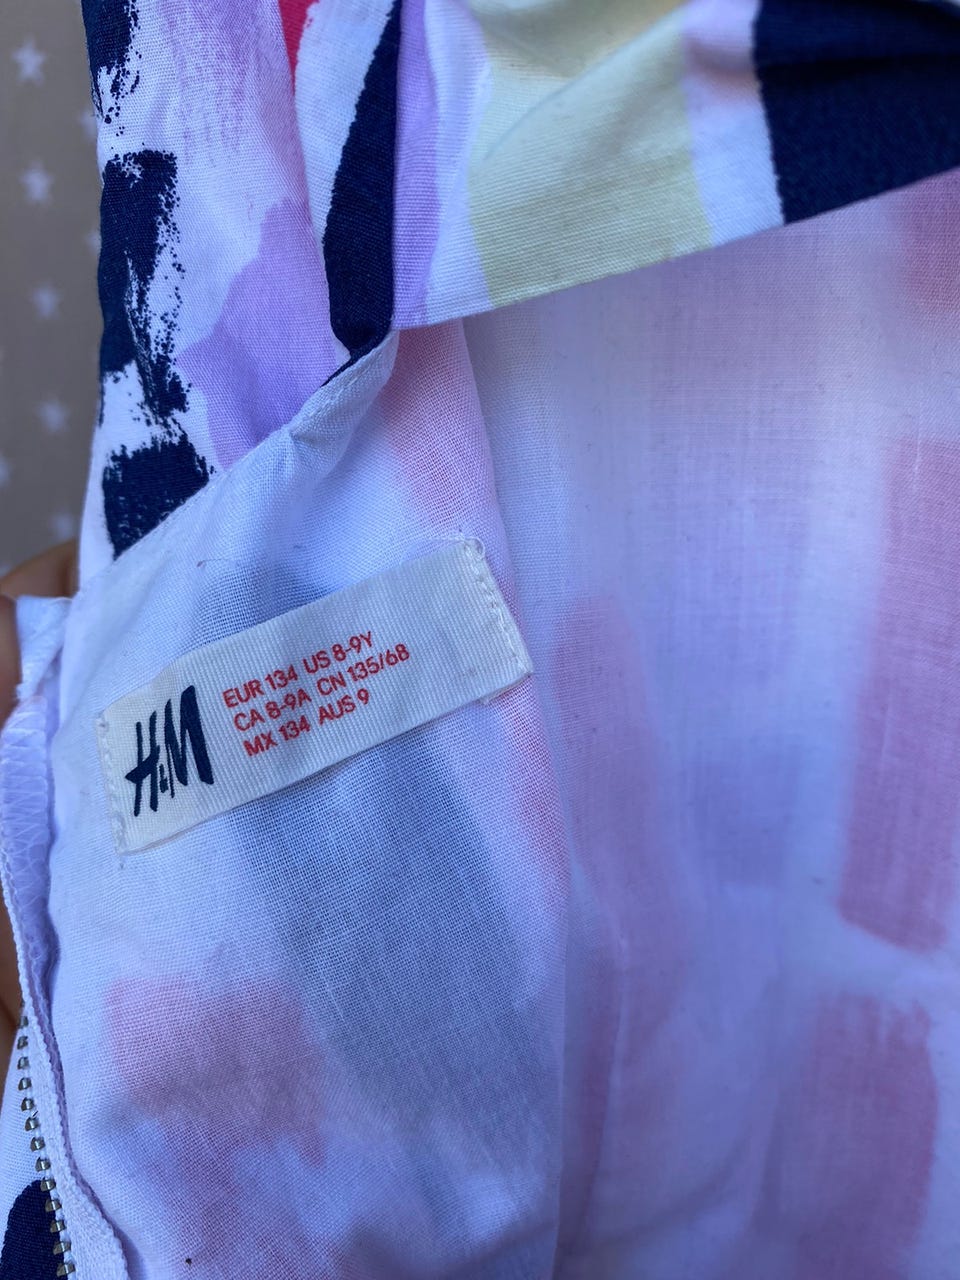 H&M
EUR 134 US 8-9Y
CA 8-9A CN 135/68
MX 134 AUS 9